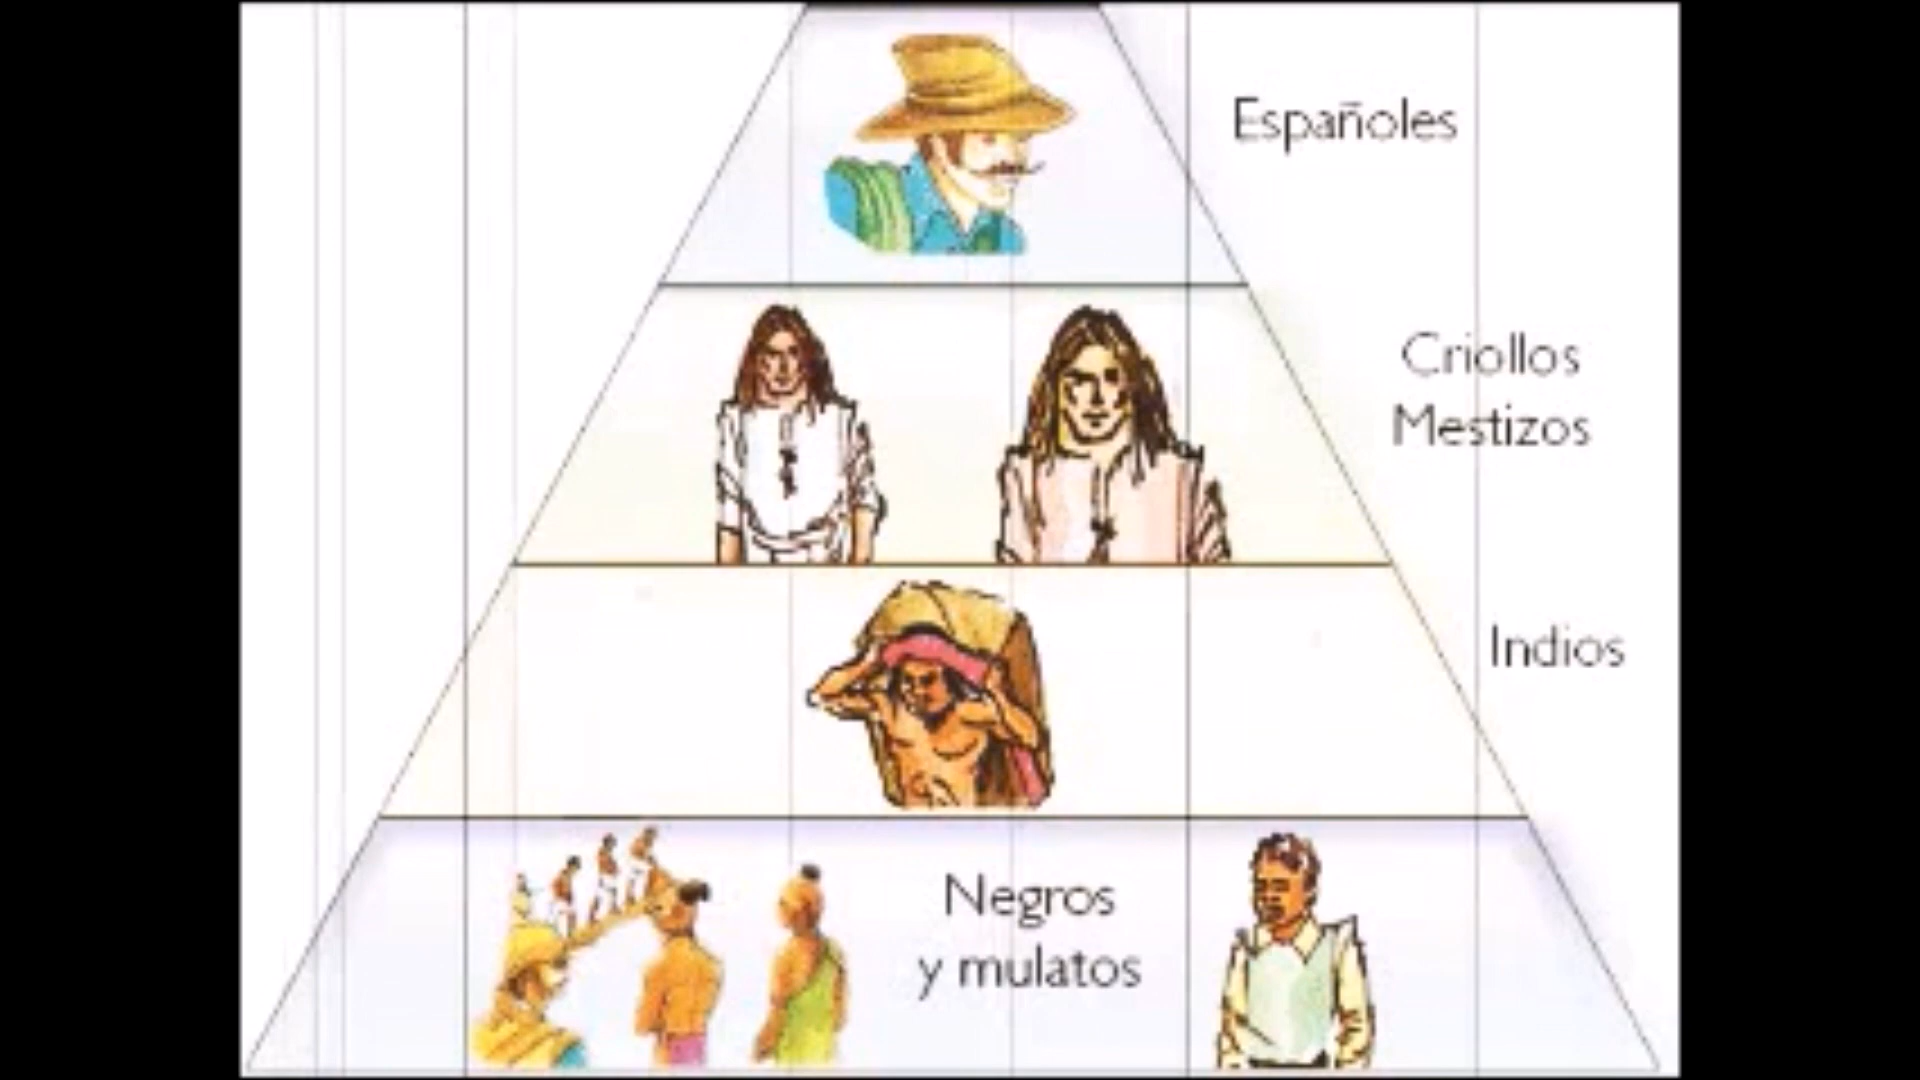 Españoles
Criollos
Mestizos
Indios
Negros
y mulatos